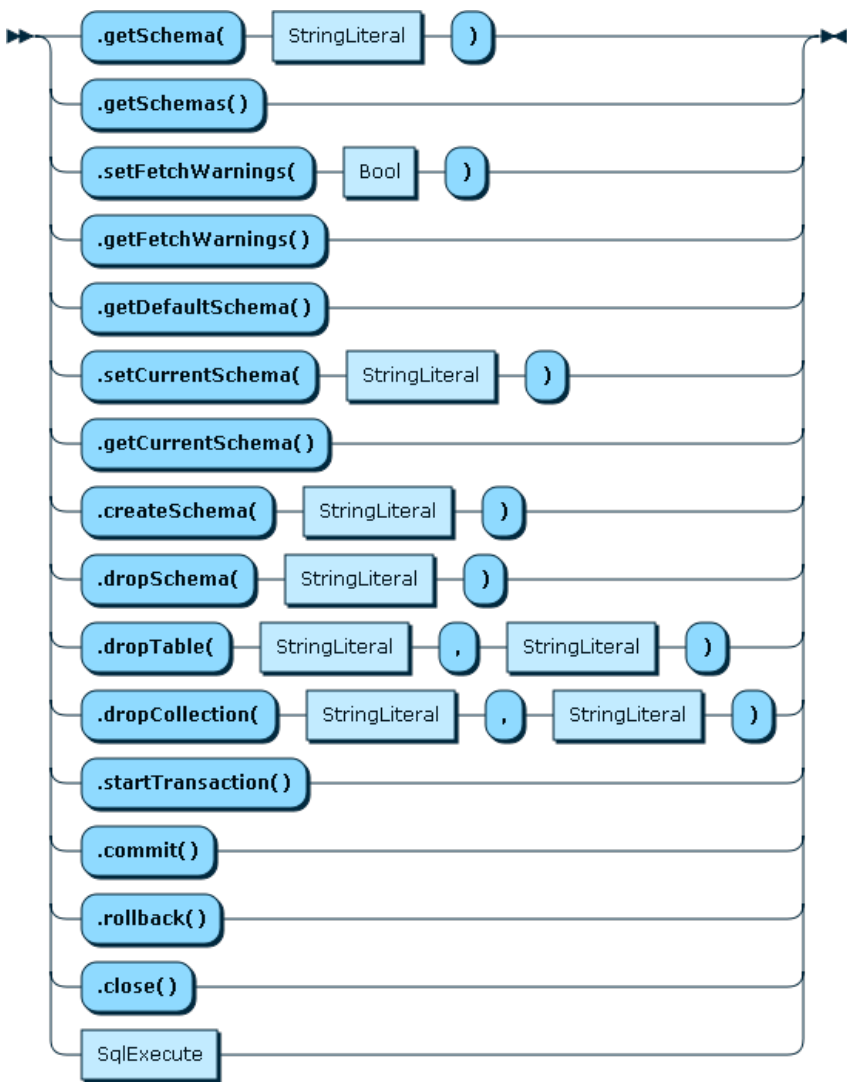 .getSchema( StringLiteral )
.getSchemas()
.setFetchWarnings( Bool )
.getFetchWarnings()
.getDefaultSchema()
.setCurrentSchema( StringLiteral )
.getCurrentSchema()
.createSchema( StringLiteral )
.dropSchema( StringLiteral )
.dropTable( StringLiteral , StringLiteral )
.dropCollection( StringLiteral , StringLiteral )
.startTransaction()
.commit()
.rollback()
.close()
SqlExecute